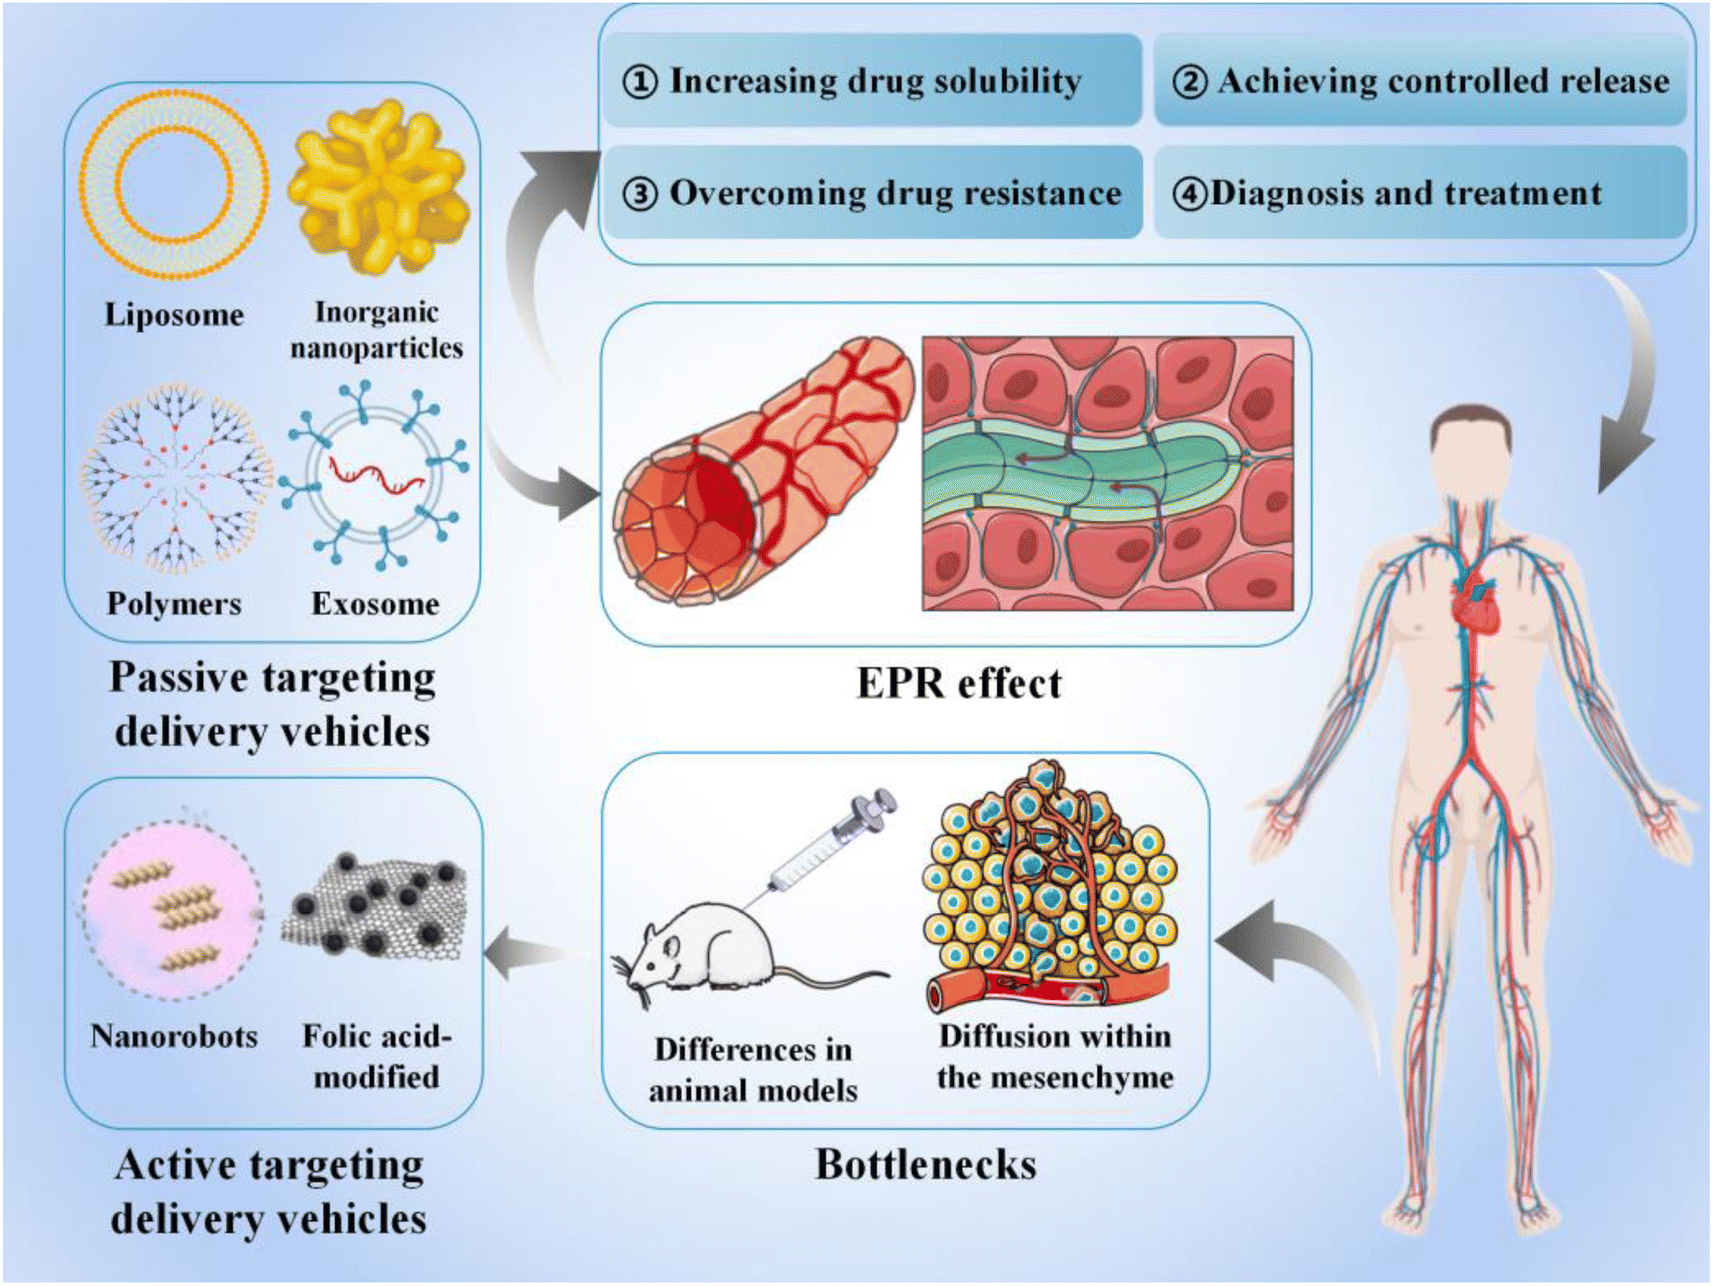 ① Increasing drug solubility
② Achieving controlled release
③ Overcoming drug resistance
④Diagnosis and treatment
Liposome
Inorganic
nanoparticles
Polymers
Exosome
Passive targeting
delivery vehicles
EPR effect
Nanorobots
Folic acid-
modified
Active targeting
delivery vehicles
Differences in
animal models
Diffusion within
the mesenchyme
Bottlenecks